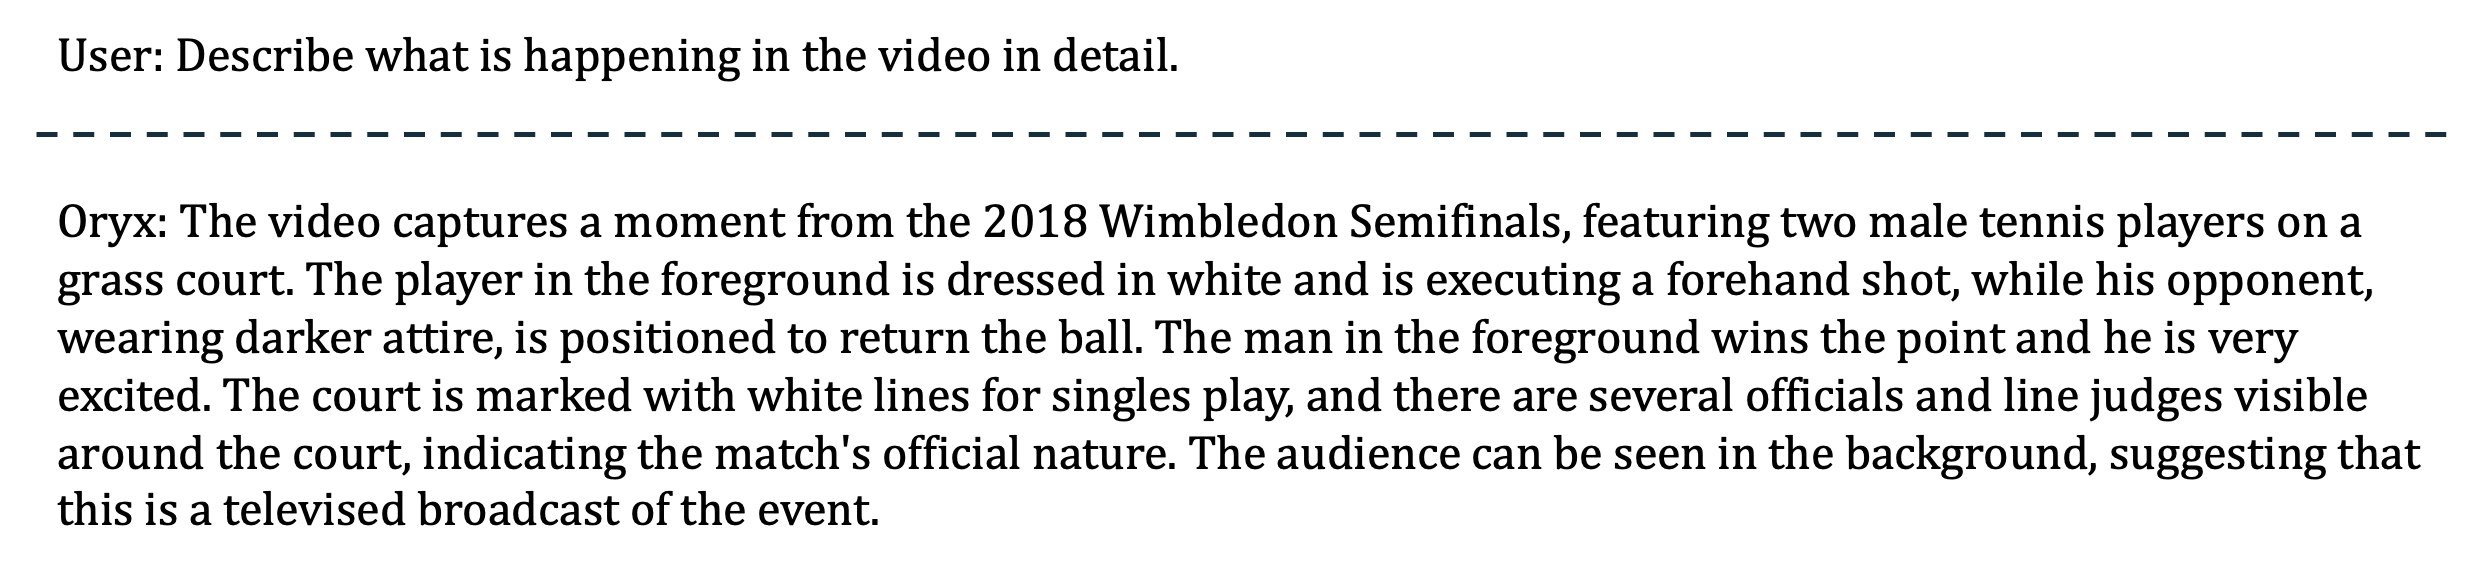 User: Describe what is happening in the video in detail.
Oryx: The video captures a moment from the 2018 Wimbledon Semifinals, featuring two male tennis players on a
grass court. The player in the foreground is dressed in white and is executing a forehand shot, while his opponent,
wearing darker attire, is positioned to return the ball. The man in the foreground wins the point and he is very
excited. The court is marked with white lines for singles play, and there are several officials and line judges visible
around the court, indicating the match's official nature. The audience can be seen in the background, suggesting that
this is a televised broadcast of the event.